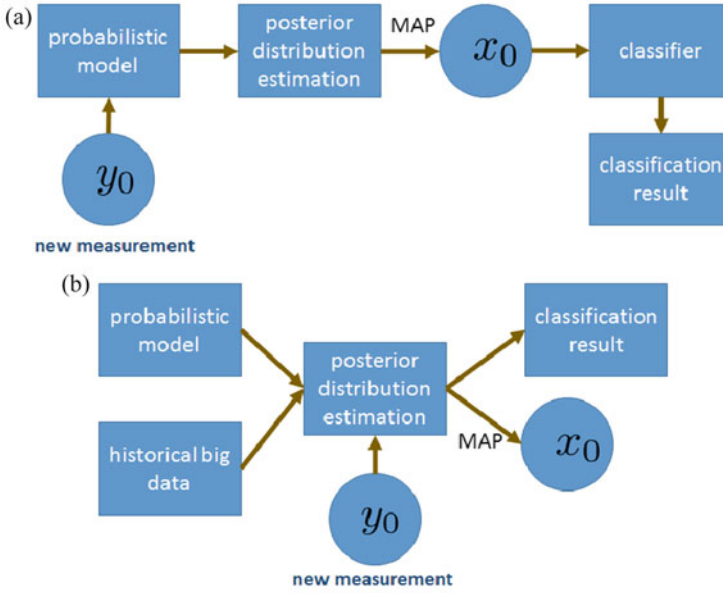 (a)
probabilistic
model
posterior
distribution
estimation
MAP
x₀
classifier
y₀
classification
result
new measurement
(b)
probabilistic
model
classification
result
posterior
distribution
estimation
historical big
data
MAP
x₀
y₀
new measurement